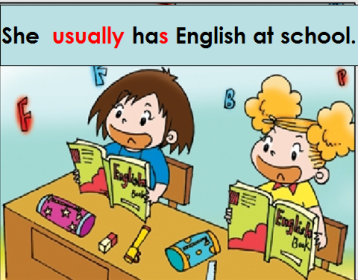 She usually has English at school.
F
F
B
P
English
Book
English
Book